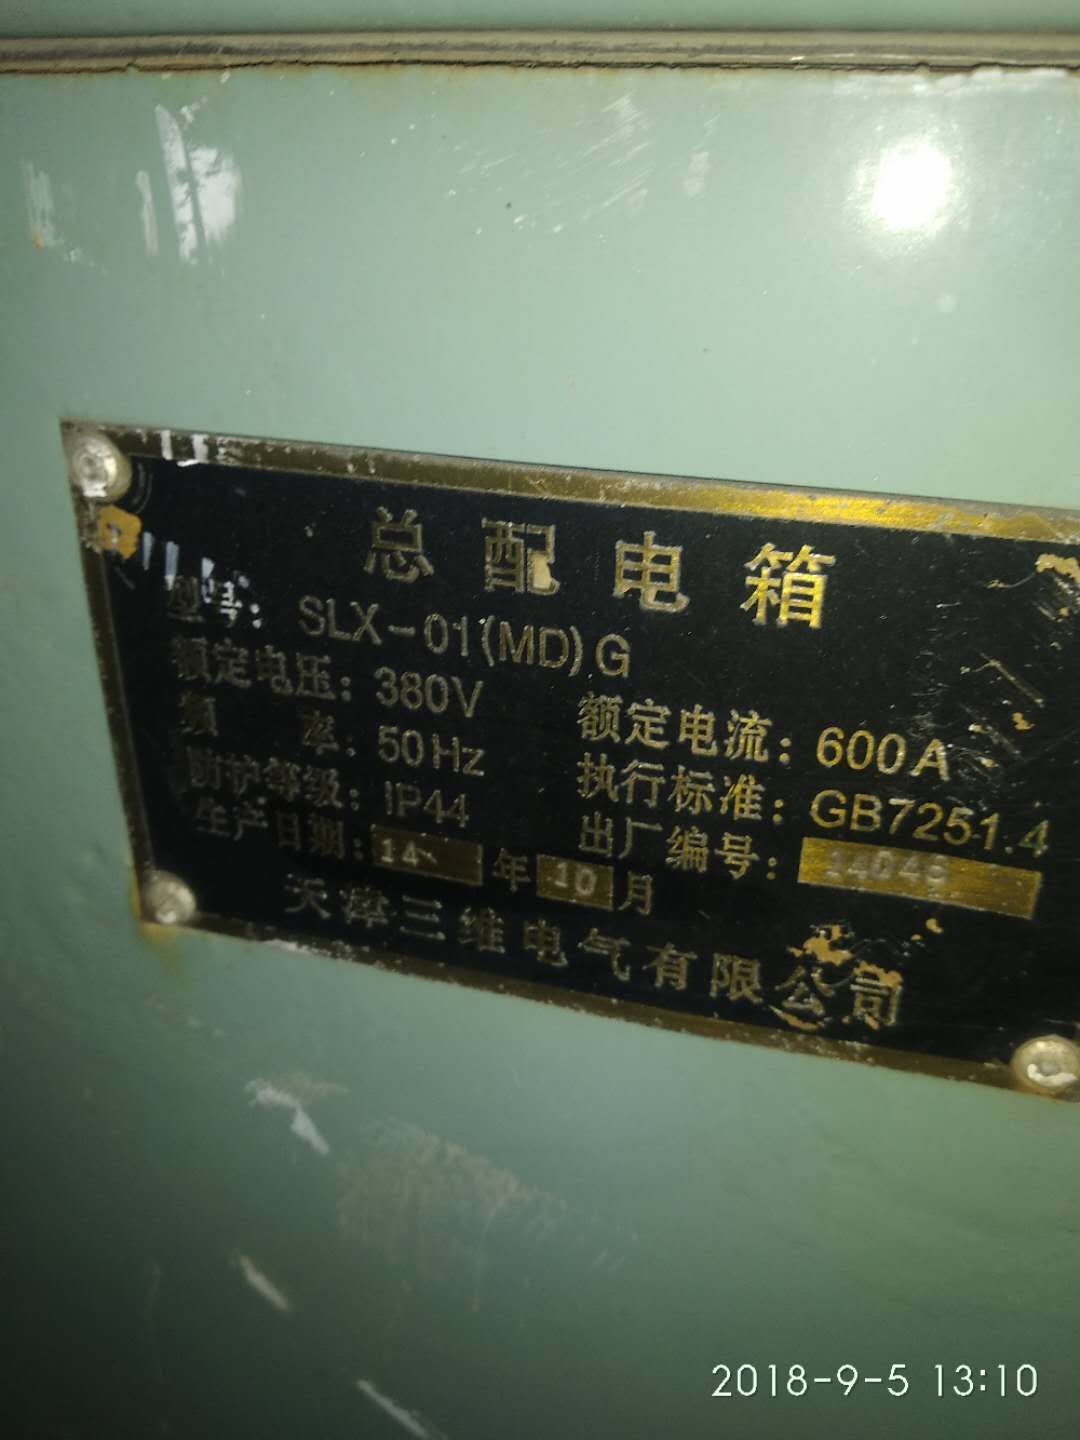 总配电箱
型号: SLX-01(MD)G
额定电压: 380V 额定电流: 600A
频 率: 50Hz 执行标准: GB7251.4
防护等级: IP44 出厂编号:
生产日期: 14 年 10 月
天津三维电气有限公司
2018-9-5 13:10